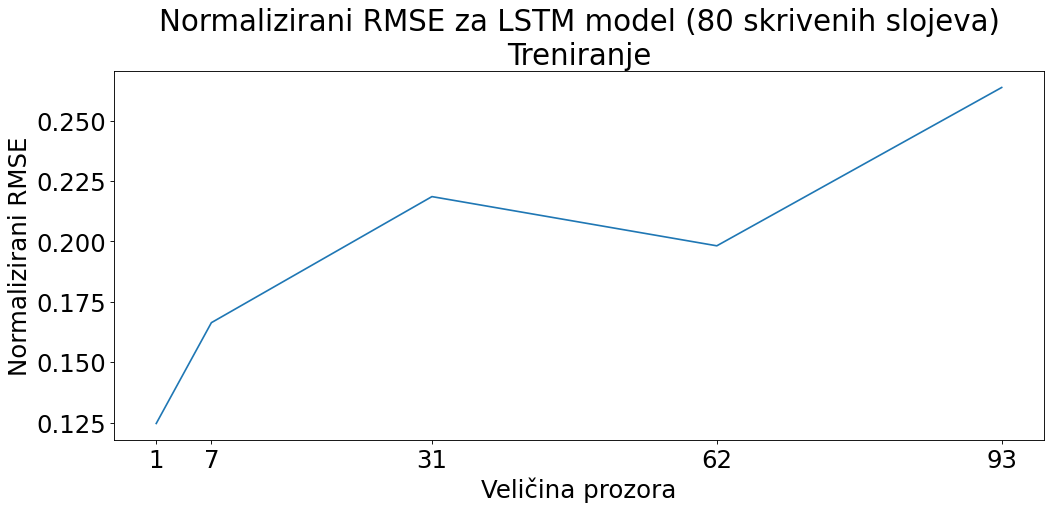 Normalizirani RMSE za LSTM model (80 skrivenih slojeva)
Treniranje
Normalizirani RMSE
0.250
0.225
0.200
0.175
0.150
0.125
1 7 31 62 93
Veličina prozora